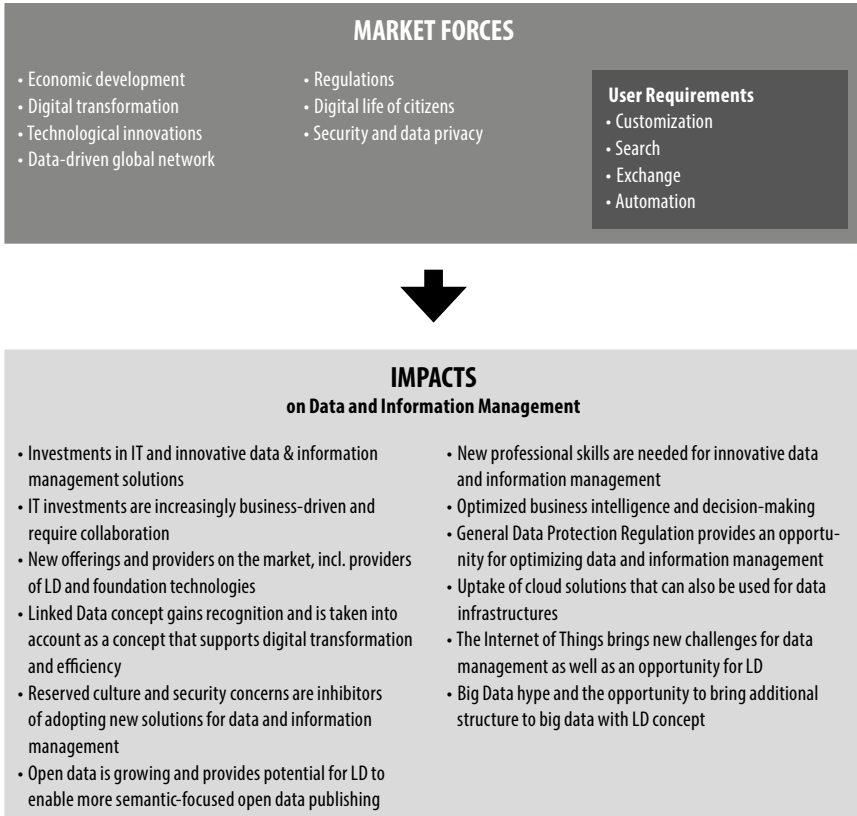 MARKET FORCES
• Economic development
• Digital transformation
• Technological innovations
• Data-driven global network
• Regulations
• Digital life of citizens
• Security and data privacy
User Requirements
• Customization
• Search
• Exchange
• Automation
IMPACTS
on Data and Information Management
• Investments in IT and innovative data & information
management solutions
• IT investments are increasingly business-driven and
require collaboration
• New offerings and providers on the market, incl. providers
of LD and foundation technologies
• Linked Data concept gains recognition and is taken into
account as a concept that supports digital transformation
and efficiency
• Reserved culture and security concerns are inhibitors
of adopting new solutions for data and information
management
• Open data is growing and provides potential for LD to
enable more semantic-focused open data publishing
• New professional skills are needed for innovative data
and information management
• Optimized business intelligence and decision-making
• General Data Protection Regulation provides an opportu-
nity for optimizing data and information management
• Uptake of cloud solutions that can also be used for data
infrastructures
• The Internet of Things brings new challenges for data
management as well as an opportunity for LD
• Big Data hype and the opportunity to bring additional
structure to big data with LD concept